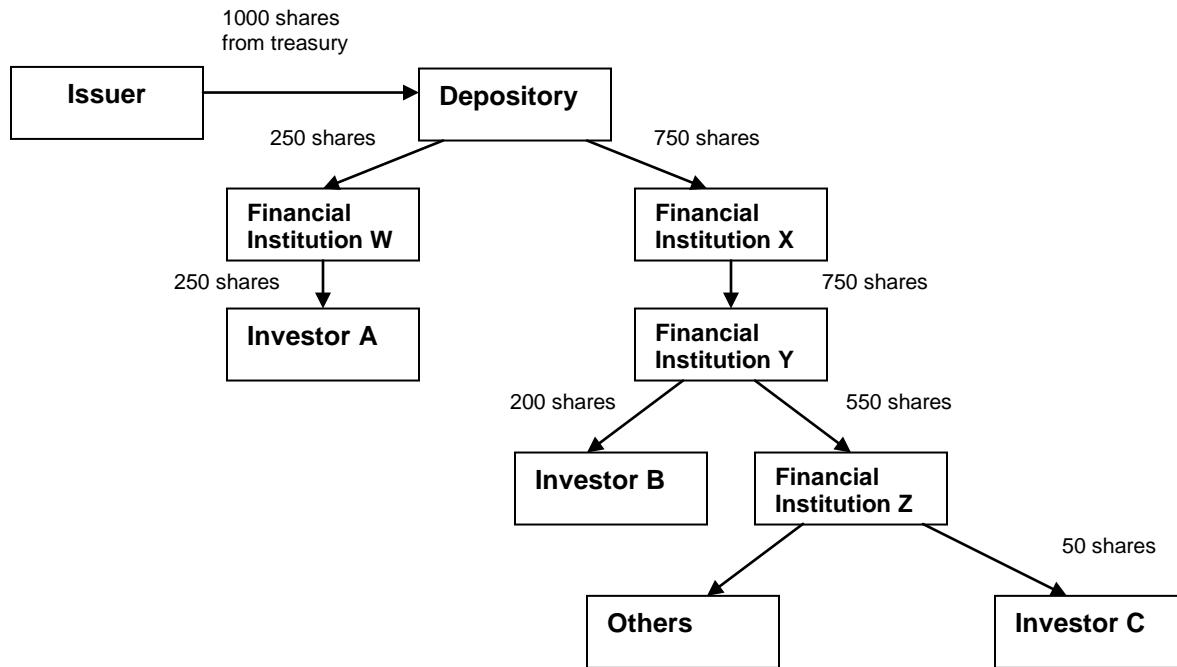 1000 shares
from treasury
Issuer
Depository
250 shares
750 shares
Financial
Institution W
Financial
Institution X
250 shares
750 shares
Investor A
Financial
Institution Y
200 shares
550 shares
Investor B
Financial
Institution Z
50 shares
Others
Investor C